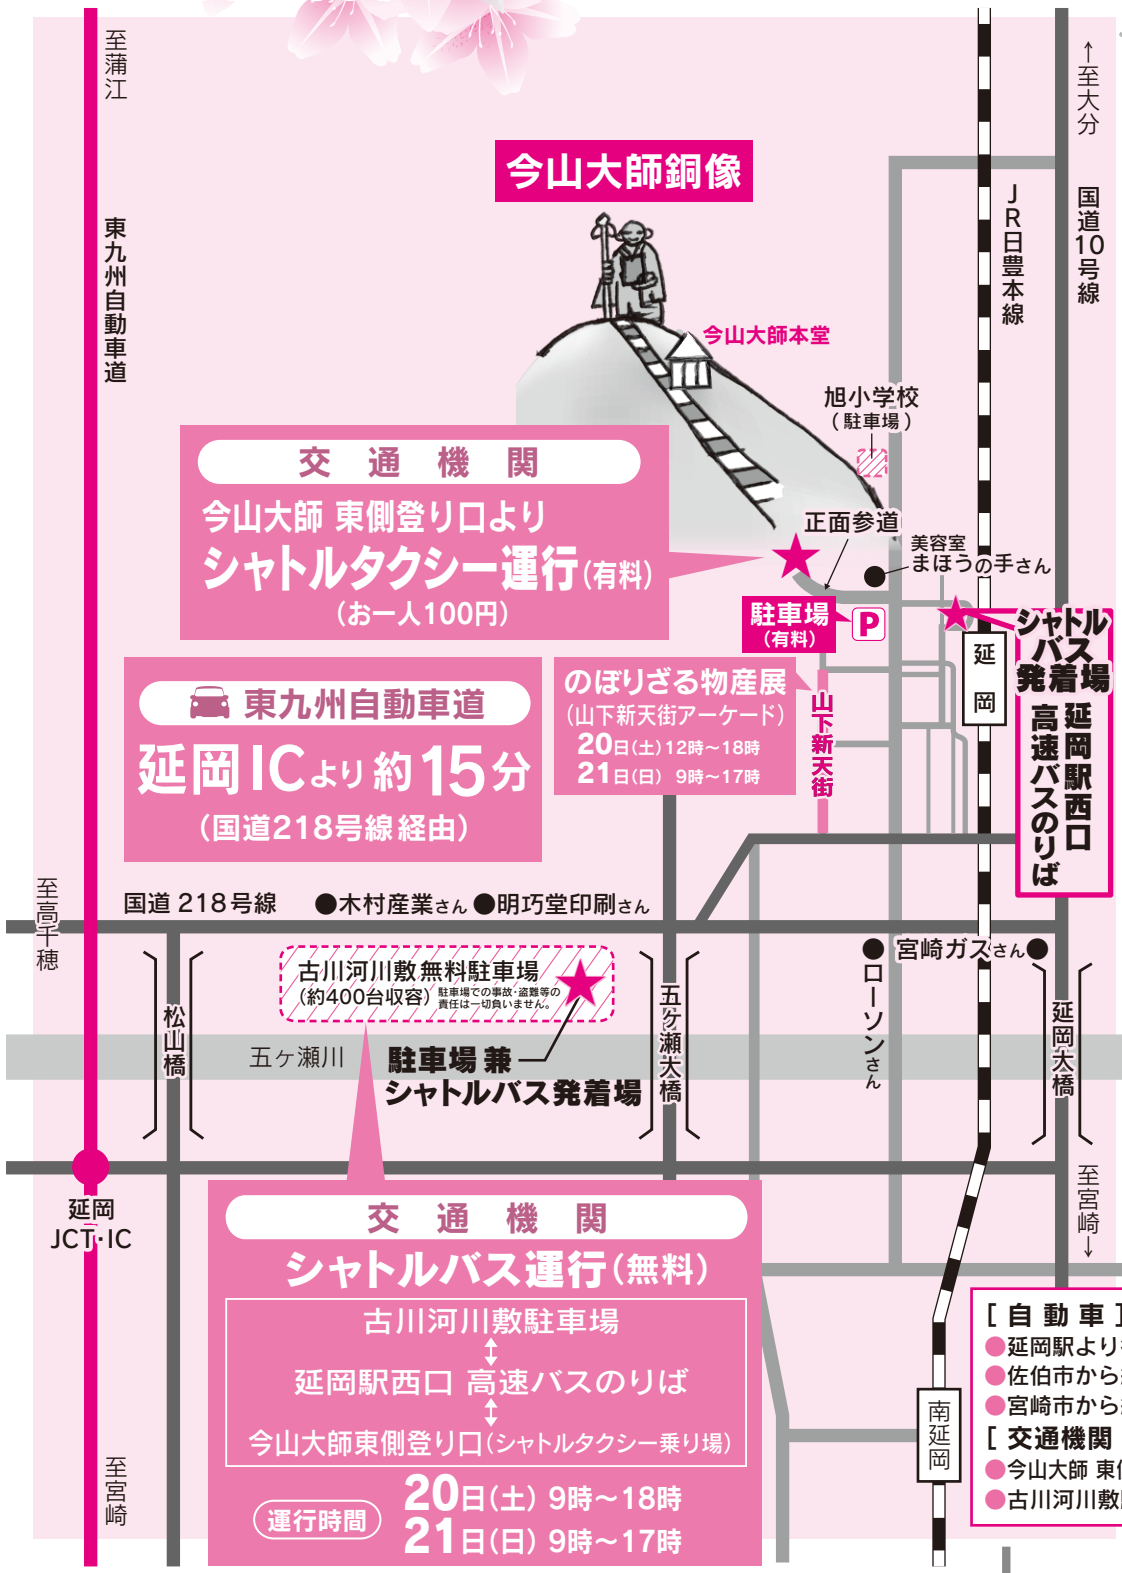 至蒲江
↑至大分
今山大師銅像
東九州自動車道
JR日豊本線
国道10号線
今山大師本堂
旭小学校
（駐車場）
交通機関
今山大師 東側登り口より
シャトルタクシー運行(有料)
(お一人100円)
正面参道
美容室
まほうの手さん
駐車場
(有料)
P
シャトル
バス
発着場
延岡駅西口
高速バスのりば
延岡
東九州自動車道
延岡ICより約15分
(国道218号線経由)
のぼりざる物産展
(山下新天街アーケード)
20日(土)12時～18時
21日(日) 9時～17時
山下新天街
至高千穂
国道218号線
●木村産業さん ●明巧堂印刷さん
古川河川敷無料駐車場
(約400台収容)
駐車場での事故・盗難等の
責任は一切負いません。
宮崎ガスさん
ローソンさん
松山橋
五ヶ瀬川
駐車場 兼
シャトルバス発着場
五ヶ瀬大橋
延岡大橋
延岡
JCT・IC
至宮崎↓
交通機関
シャトルバス運行(無料)
古川河川敷駐車場
↕
延岡駅西口 高速バスのりば
↕
今山大師東側登り口(シャトルタクシー乗り場)
運行時間
20日(土) 9時～18時
21日(日) 9時～17時
至宮崎
南延岡
[ 自動車 ]
●延岡駅より
●佐伯市から
●宮崎市から
[ 交通機関
●今山大師 東
●古川河川敷